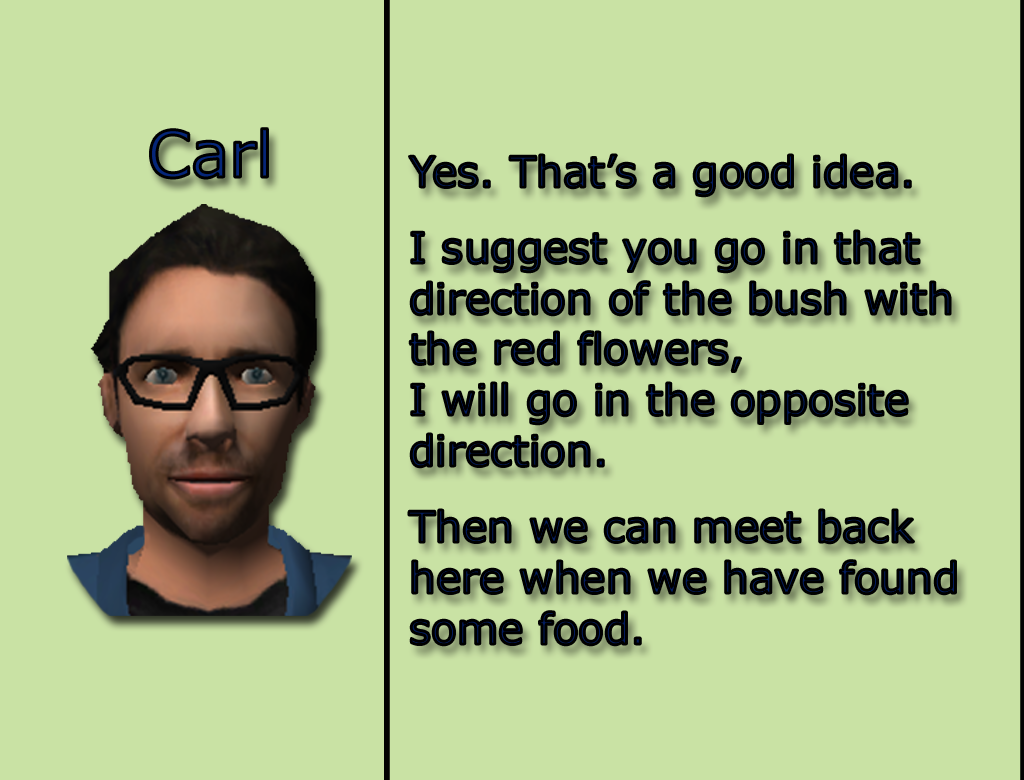 Carl
Yes. That’s a good idea.
I suggest you go in that
direction of the bush with
the red flowers,
I will go in the opposite
direction.
Then we can meet back
here when we have found
some food.